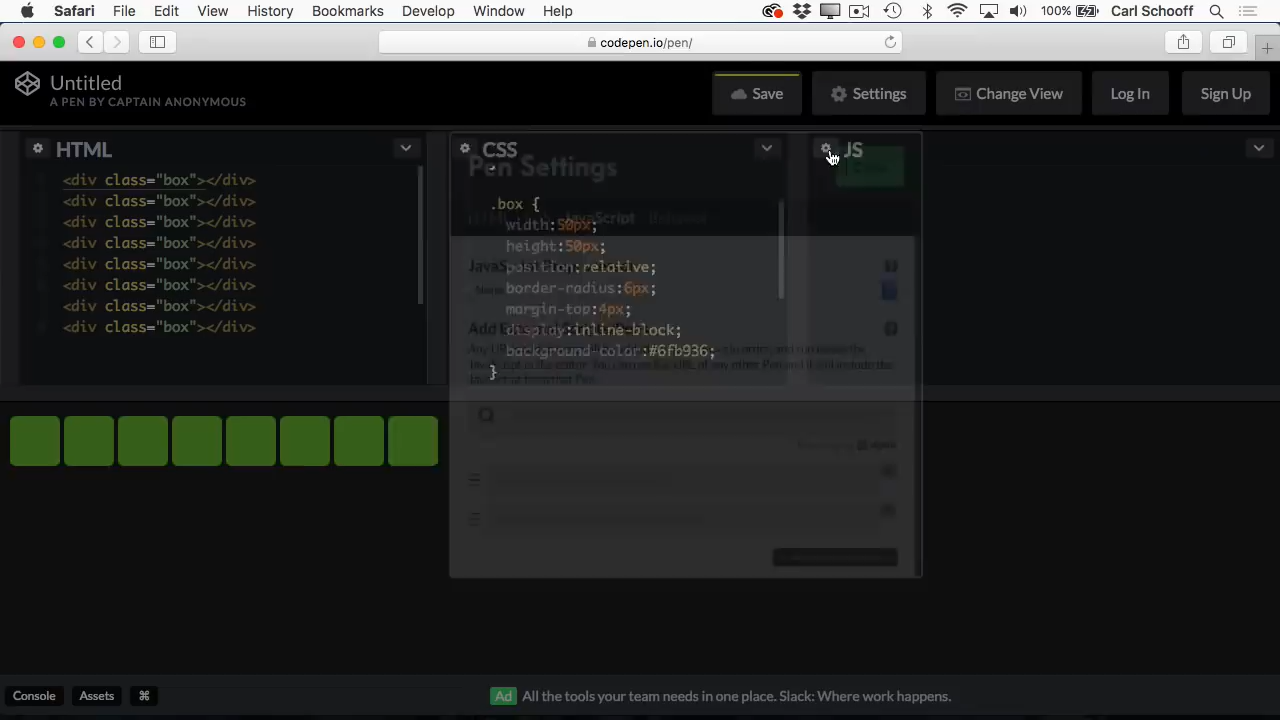 Safari File Edit View History Bookmarks Develop Window Help 100% Carl Schooff
codepen.io/pen/
Untitled
A PEN BY CAPTAIN ANONYMOUS
Save
Settings
Change View
Log In
Sign Up
HTML
<div class="box"></div>
<div class="box"></div>
<div class="box"></div>
<div class="box"></div>
<div class="box"></div>
<div class="box"></div>
<div class="box"></div>
<div class="box"></div>
CSS
Pen Settings
JavaScript
.box {
width:50px;
height:50px;
position:relative;
border-radius:6px;
margin-top:4px;
display:inline-block;
background-color:#6fb936;
}
JS
Console
Assets
⌘
Ad All the tools your team needs in one place. Slack: Where work happens.